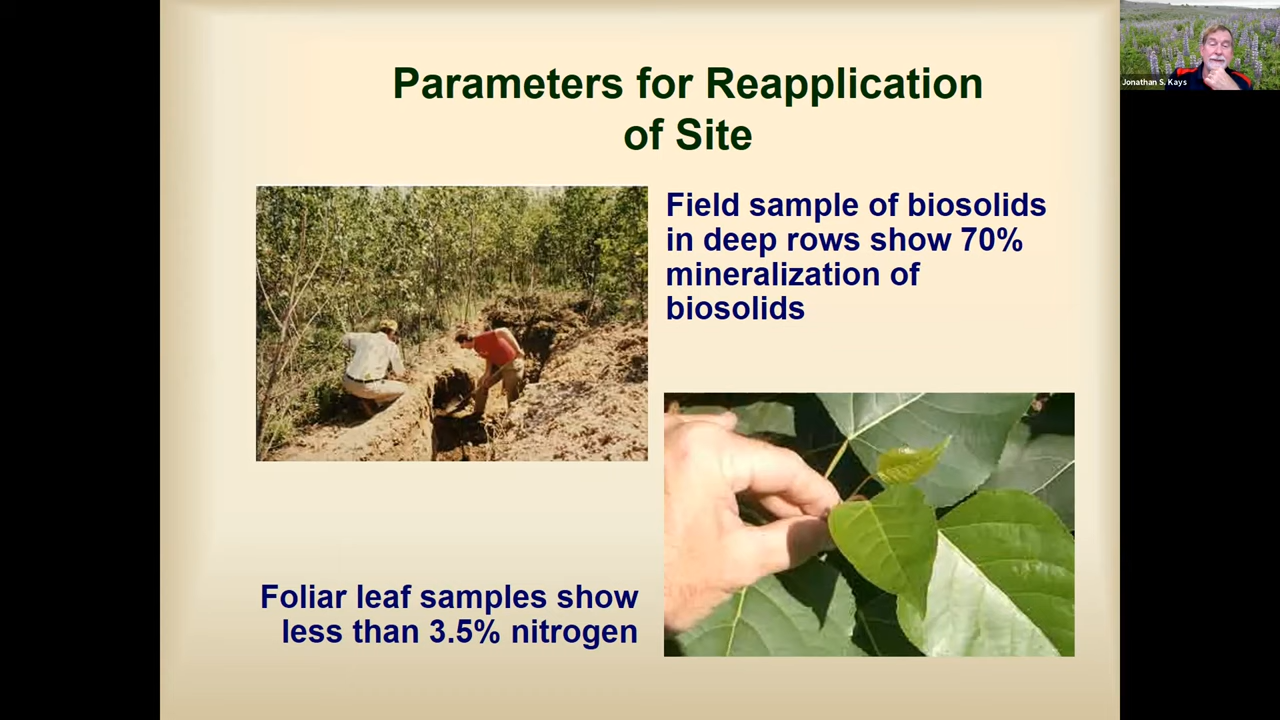 Parameters for Reapplication
of Site
Field sample of biosolids
in deep rows show 70%
mineralization of
biosolids
Foliar leaf samples show
less than 3.5% nitrogen
Jonathan S. Kays